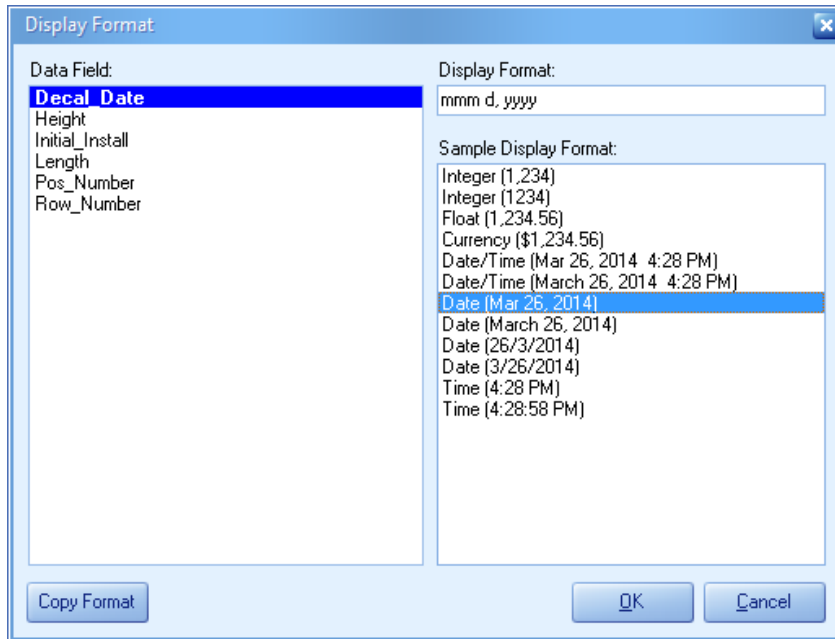 Display Format
Data Field:
Decal_Date
Height
Initial_Install
Length
Pos_Number
Row_Number
Display Format:
mmm d, yyyy
Sample Display Format:
Integer (1,234)
Integer (1234)
Float (1,234.56)
Currency ($1,234.56)
Date/Time (Mar 26, 2014  4:28 PM)
Date/Time (March 26, 2014  4:28 PM)
Date (Mar 26, 2014)
Date (March 26, 2014)
Date (26/3/2014)
Date (3/26/2014)
Time (4:28 PM)
Time (4:28:58 PM)
Copy Format
OK
Cancel